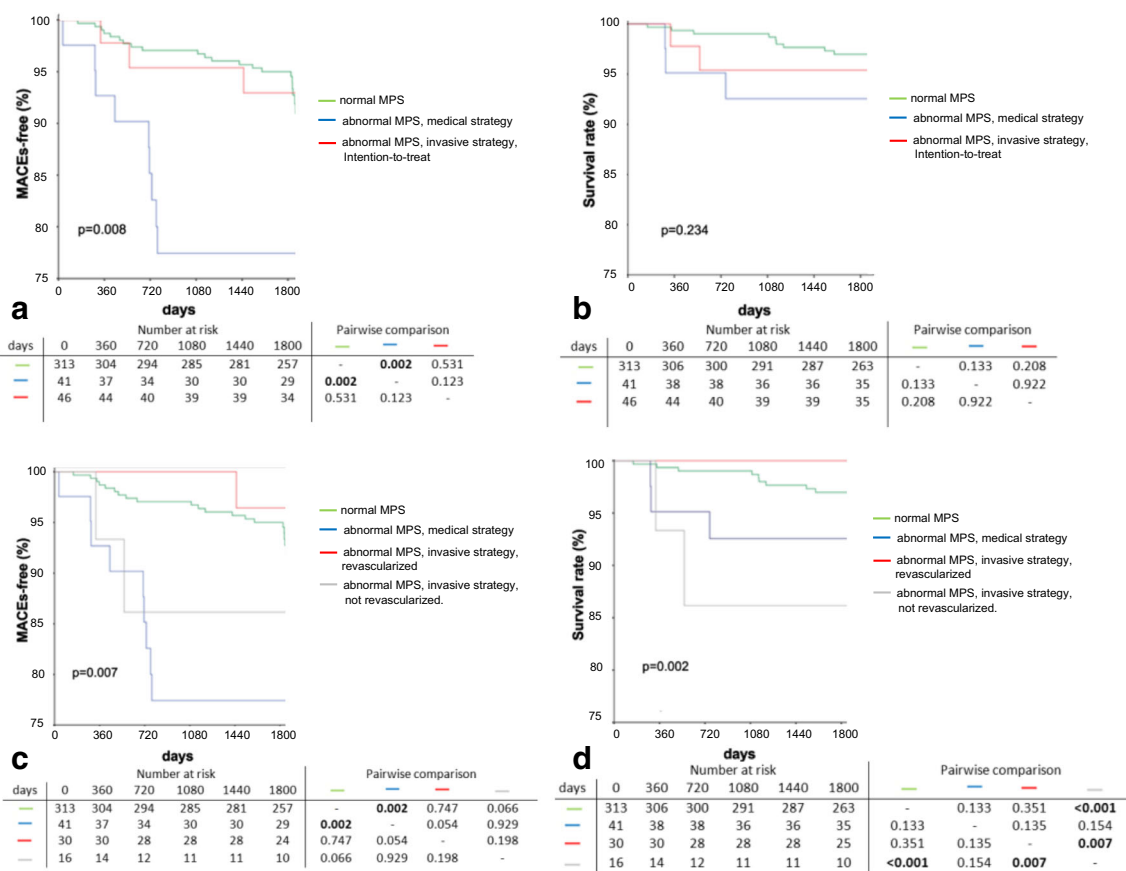 100
95
90
85
80
75
MACEs-free (%)
p=0.008
0 360 720 1080 1440 1800
days
normal MPS
abnormal MPS, medical strategy
abnormal MPS, invasive strategy,
Intention-to-treat
a
Number at risk Pairwise comparison
days 0 360 720 1080 1440 1800
313 304 294 285 281 257 - 0.002 0.531
41 37 34 30 30 29 0.002 - 0.123
46 44 40 39 39 34 0.531 0.123 -
100
95
90
85
80
75
Survival rate (%)
p=0.234
0 360 720 1080 1440 1800
days
normal MPS
abnormal MPS, medical strategy
abnormal MPS, invasive strategy,
Intention-to-treat
b
Number at risk Pairwise comparison
days 0 360 720 1080 1440 1800
313 306 300 291 287 263 - 0.133 0.208
41 38 38 36 36 35 0.133 - 0.922
46 44 40 39 39 35 0.208 0.922 -
100
95
90
85
80
75
MACEs-free (%)
p=0.007
0 360 720 1080 1440 1800
days
normal MPS
abnormal MPS, medical strategy
abnormal MPS, invasive strategy,
revascularized
abnormal MPS, invasive strategy,
not revascularized.
c
Number at risk Pairwise comparison
days 0 360 720 1080 1440 1800
313 304 294 285 281 257 - 0.002 0.747 0.066
41 37 34 30 30 29 0.002 - 0.054 0.929
30 30 28 28 28 24 0.747 0.054 - 0.198
16 14 12 11 11 10 0.066 0.929 0.198 -
100
95
90
85
80
75
Survival rate (%)
p=0.002
0 360 720 1080 1440 1800
days
normal MPS
abnormal MPS, medical strategy
abnormal MPS, invasive strategy,
revascularized
abnormal MPS, invasive strategy,
not revascularized.
d
Number at risk Pairwise comparison
days 0 360 720 1080 1440 1800
313 306 300 291 287 263 - 0.133 0.351 <0.001
41 38 38 36 36 35 0.133 - 0.135 0.154
30 30 28 28 28 25 0.351 0.135 - 0.007
16 14 12 11 11 10 <0.001 0.154 0.007 -